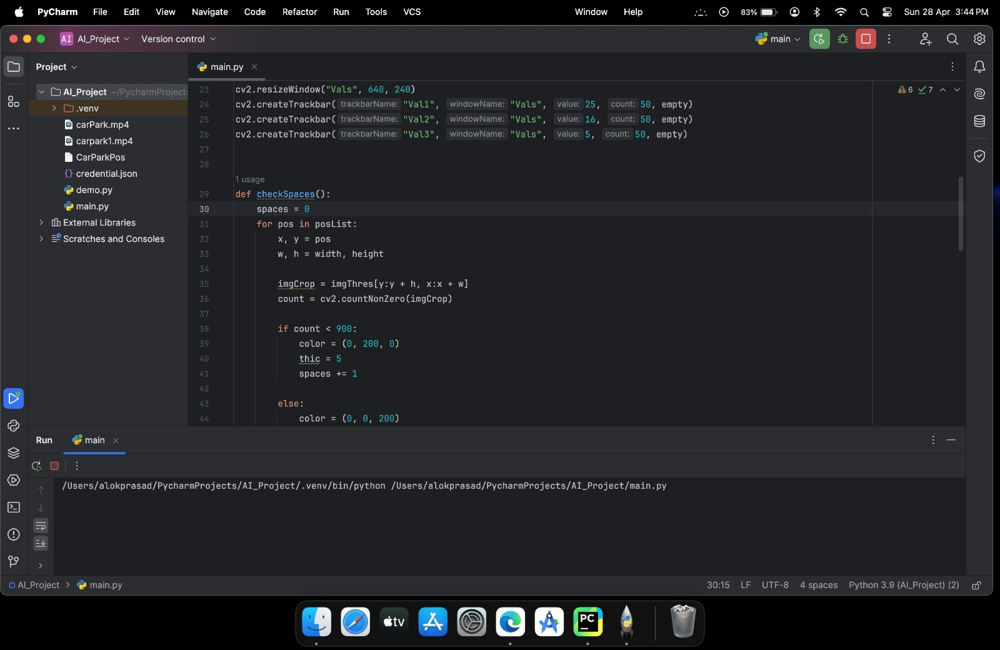 PyCharm File Edit View Navigate Code Refactor Run Tools VCS Window Help 83% Sun 28 Apr 3:44 PM
AI AI_Project Version control main
Project
main.py
AI_Project ~/PycharmProjects
.venv
carPark.mp4
carpark1.mp4
CarParkPos
credential.json
demo.py
main.py
External Libraries
Scratches and Consoles
6 7
23 cv2.resizeWindow("Vals", 640, 240)
24 cv2.createTrackbar( trackbarName: "Val1", windowName: "Vals", value: 25, count: 50, empty)
25 cv2.createTrackbar( trackbarName: "Val2", windowName: "Vals", value: 16, count: 50, empty)
26 cv2.createTrackbar( trackbarName: "Val3", windowName: "Vals", value: 5, count: 50, empty)
27
28
1 usage
29 def checkSpaces():
30 spaces = 0
31 for pos in posList:
32 x, y = pos
33 w, h = width, height
34
35 imgCrop = imgThres[y:y + h, x:x + w]
36 count = cv2.countNonZero(imgCrop)
37
38 if count < 900:
39 color = (0, 200, 0)
40 thic = 5
41 spaces += 1
42
43 else:
44 color = (0, 0, 200)
Run main
/Users/alokprasad/PycharmProjects/AI_Project/.venv/bin/python /Users/alokprasad/PycharmProjects/AI_Project/main.py
AI_Project > main.py 30:15 LF UTF-8 4 spaces Python 3.9 (AI_Project) (2)
tv
PC